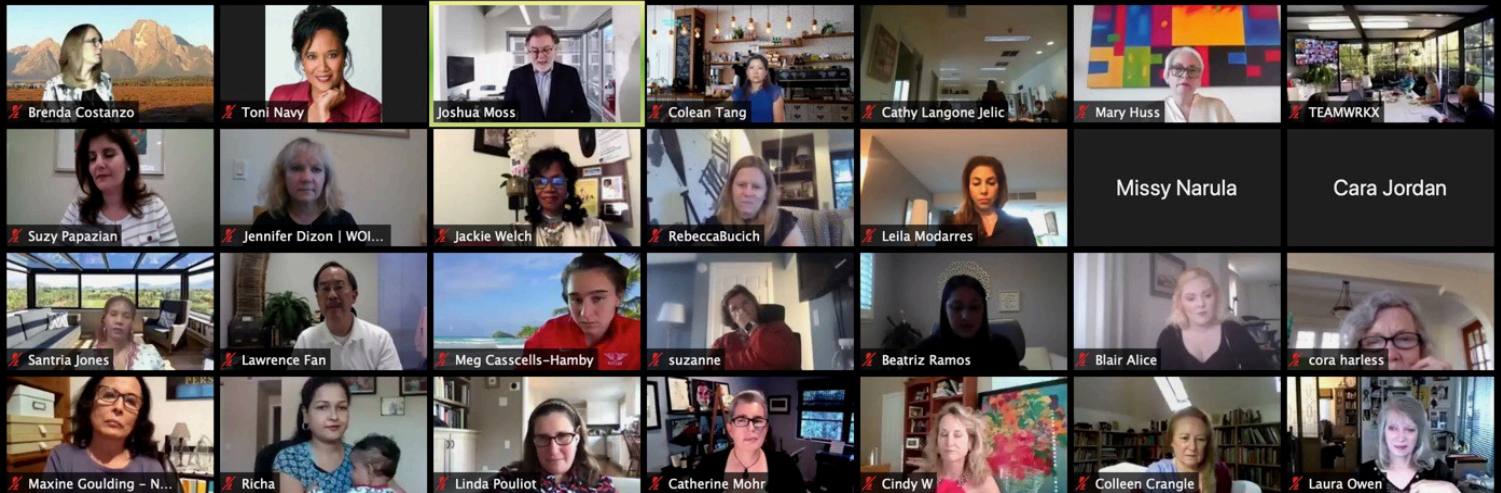 Brenda Costanzo
Toni Navy
Joshua Moss
Colean Tang
Cathy Langone Jelic
Mary Huss
TEAMWRKX
Suzy Papazian
Jennifer Dizon | WOI...
Jackie Welch
RebeccaBucich
Leila Modarres
Missy Narula
Cara Jordan
Santria Jones
Lawrence Fan
Meg Casscells-Hamby
suzanne
Beatriz Ramos
Blair Alice
cora harless
PERS
Maxine Goulding - N...
Richa
Linda Pouliot
Catherine Mohr
Cindy W
Colleen Crangle
Laura Owen